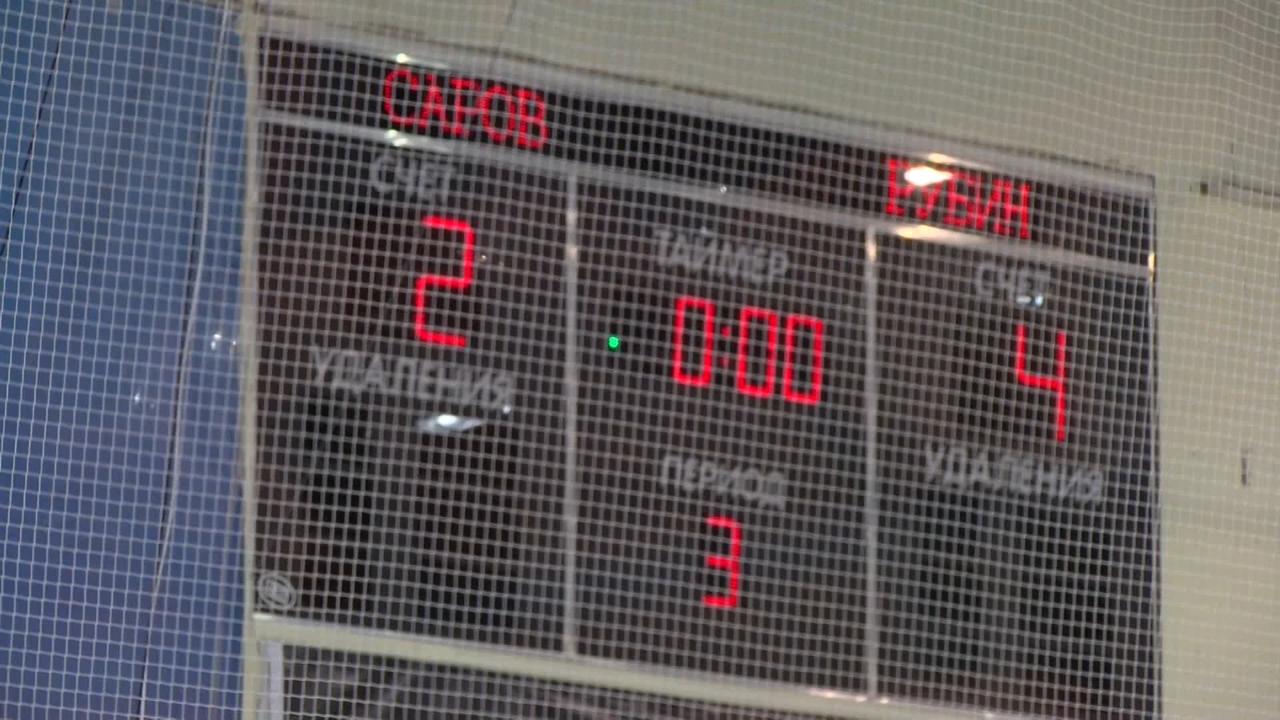 САРОВ
РУБИН
СЧЕТ
ТАЙМЕР
СЧЕТ
2
0:00
4
УДАЛЕНИЯ
ПЕРИОД
УДАЛЕНИЯ
3